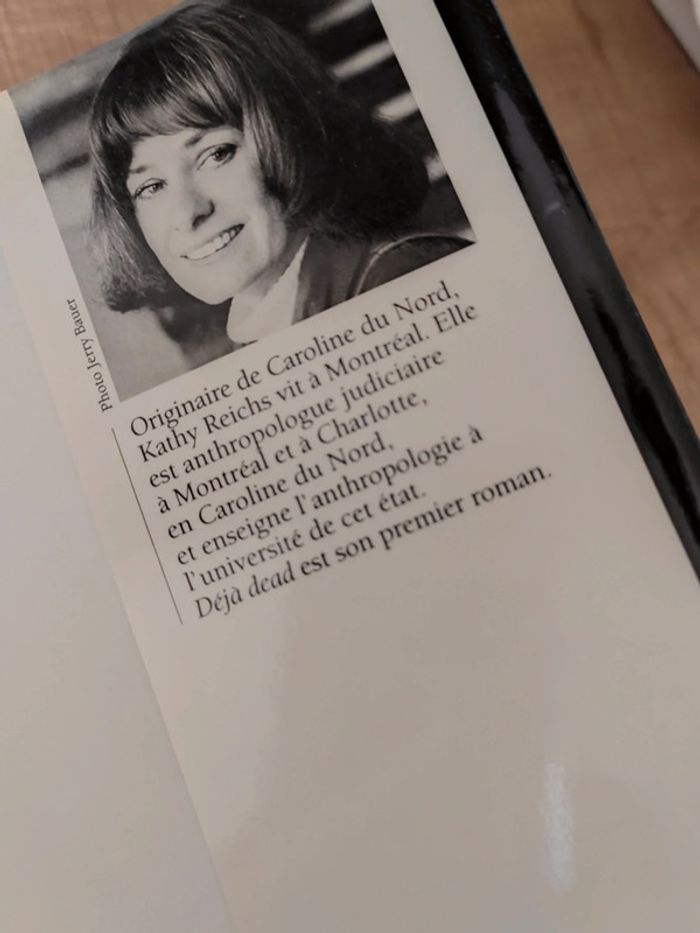 Photo Jerry Bauer
Originaire de Caroline du Nord,
Kathy Reichs vit à Montréal. Elle
est anthropologue judiciaire
à Montréal et à Charlotte,
en Caroline du Nord,
et enseigne l'anthropologie à
l'université de cet état.
Déjà dead est son premier roman.